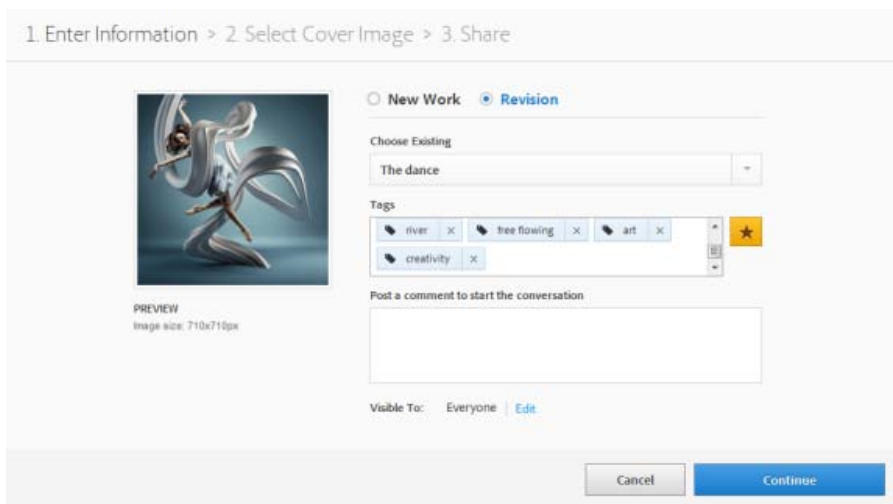 1. Enter Information > 2. Select Cover Image > 3. Share
New Work Revision
Choose Existing
The dance
Tags
river x free flowing x art x
creativity x
PREVIEW
Image size: 710x710px
Post a comment to start the conversation
Visible To: Everyone Edit
Cancel Continue